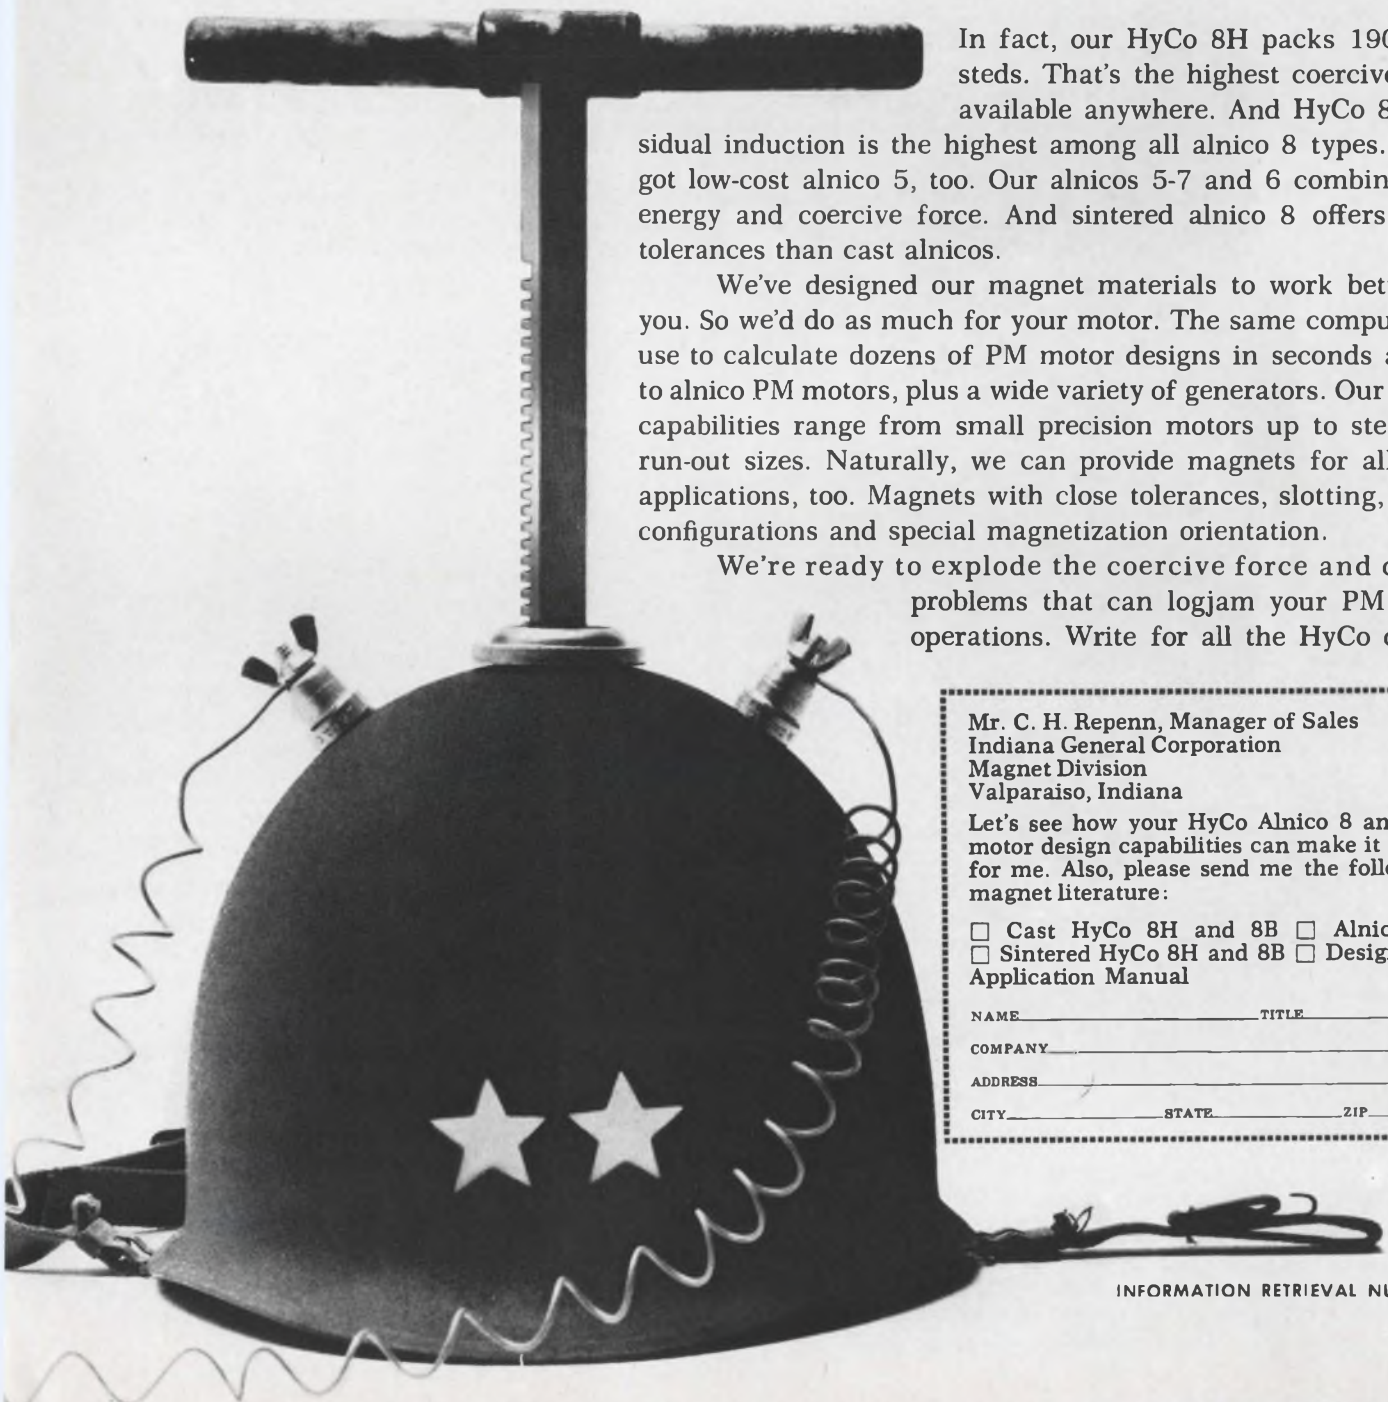 In fact, our HyCo 8H packs 190
steds. That's the highest coercive
available anywhere. And HyCo 8
sidual induction is the highest among all alnico 8 types.
got low-cost alnico 5, too. Our alnicos 5-7 and 6 combin
energy and coercive force. And sintered alnico 8 offers
tolerances than cast alnicos.
We've designed our magnet materials to work bet
you. So we'd do as much for your motor. The same compu
use to calculate dozens of PM motor designs in seconds a
to alnico PM motors, plus a wide variety of generators. Our
capabilities range from small precision motors up to ste
run-out sizes. Naturally, we can provide magnets for all
applications, too. Magnets with close tolerances, slotting,
configurations and special magnetization orientation.
We're ready to explode the coercive force and
problems that can logjam your PM
operations. Write for all the HyCo
Mr. C. H. Repenn, Manager of Sales
Indiana General Corporation
Magnet Division
Valparaiso, Indiana
Let's see how your HyCo Alnico 8 an
motor design capabilities can make it
for me. Also, please send me the foll
magnet literature:
☐ Cast HyCo 8H and 8B ☐ Alnic
☐ Sintered HyCo 8H and 8B ☐ Desig
Application Manual
NAME TITLE
COMPANY
ADDRESS
CITY STATE ZIP
INFORMATION RETRIEVAL NU